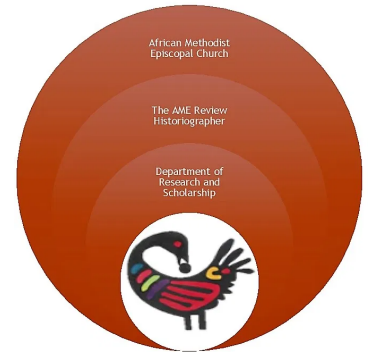 African Methodist
Episcopal Church
The AME Review
Historiographer
Department of
Research and
Scholarship